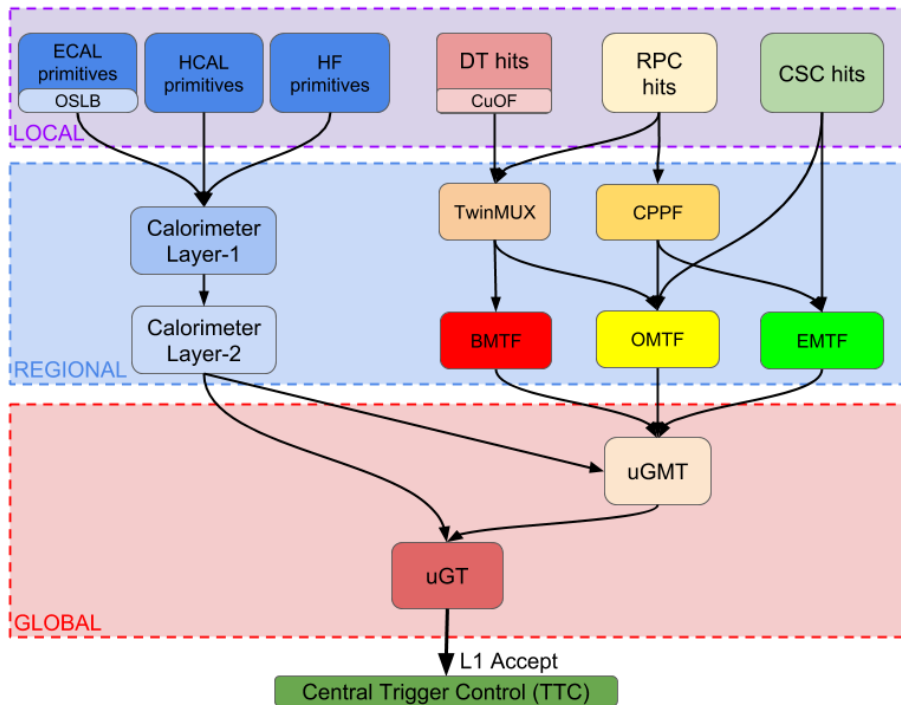 ECAL
primitives
OSLB
HCAL
primitives
HF
primitives
DT hits
CuOF
RPC
hits
CSC hits
LOCAL
TwinMUX
CPPF
Calorimeter
Layer-1
Calorimeter
Layer-2
BMTF
OMTF
EMTF
REGIONAL
uGMT
uGT
GLOBAL
L1 Accept
Central Trigger Control (TTC)